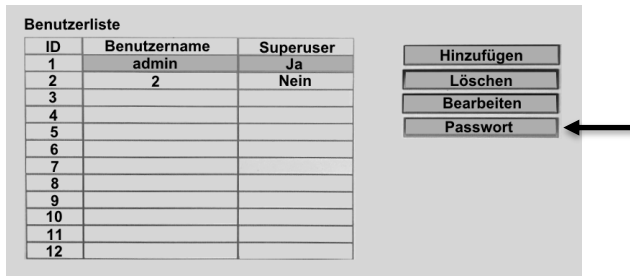 Benutzerliste
ID Benutzername Superuser
1 admin Ja
2 2 Nein
3
4
5
6
7
8
9
10
11
12
Hinzufügen
Löschen
Bearbeiten
Passwort